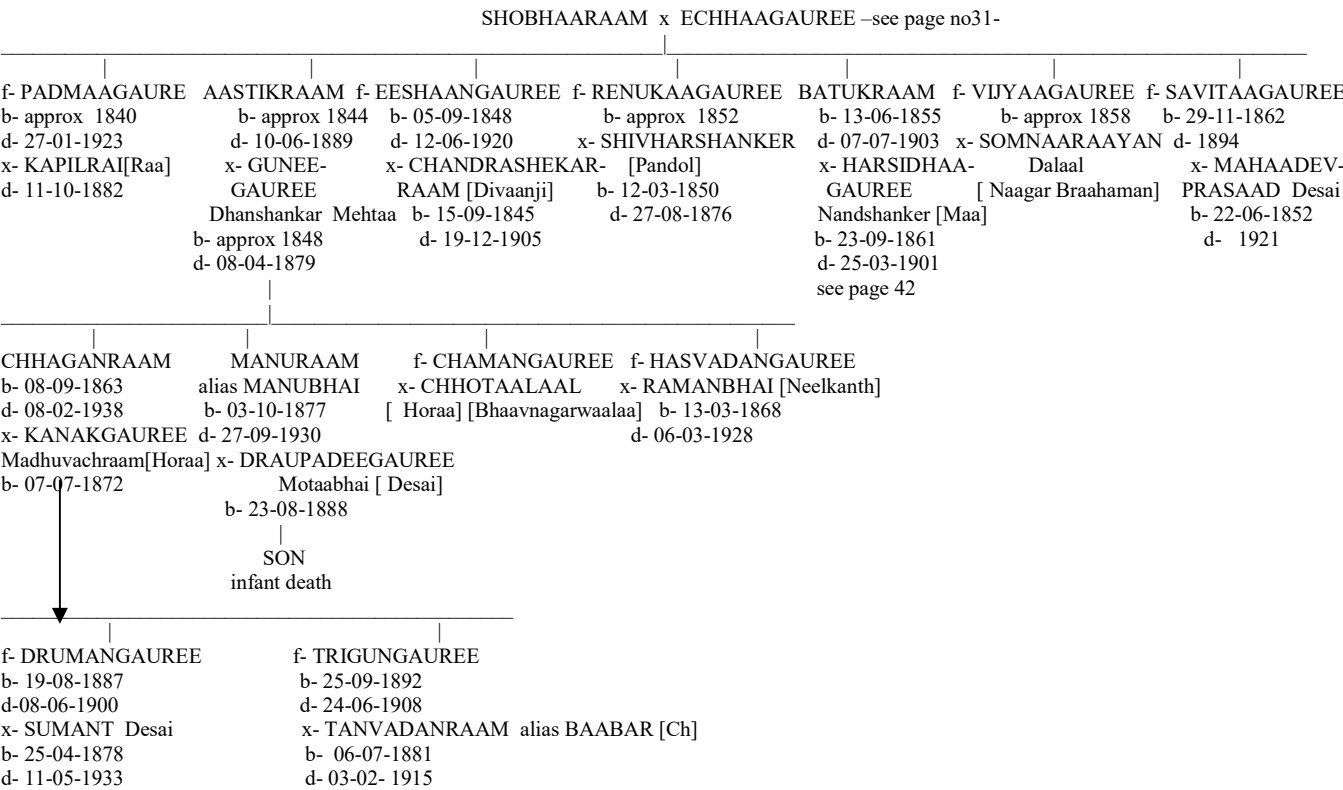 SHOBHAARAAM x ECHHAAGAUREE –see page no31-
f- PADMAAGAURE AASTIKRAAM f- EESHAANGAUREE f- RENUKAAGAUREE BATUKRAAM f- VIJYAAGAUREE f- SAVITAAGAUREE
b- approx 1840 b- approx 1844 b- 05-09-1848 b- approx 1852 b- 13-06-1855 b- approx 1858 b- 29-11-1862
d- 27-01-1923 d- 10-06-1889 d- 12-06-1920 x- SHIVHARSHANKER d- 07-07-1903 x- SOMNAARAAYAN d- 1894
x- KAPILRAI[Raa] x- GUNEE- x- CHANDRASHEKAR- [Pandol] x- HARSIDHAA- Dalaal x- MAHAADEV-
d- 11-10-1882 GAUREE RAAM [Divaanji] b- 12-03-1850 GAUREE [ Naagar Braahaman] PRASAAD Desai
Dhanshankar Mehtaa b- 15-09-1845 d- 27-08-1876 Nandshanker [Maa] b- 22-06-1852
b- approx 1848 d- 19-12-1905 b- 23-09-1861 d- 1921
d- 08-04-1879 d- 25-03-1901
see page 42
CHHAGANRAAM MANURAAM f- CHAMANGAUREE f- HASVADANGAUREE
b- 08-09-1863 alias MANUBHAI x- CHHOTAALAAL x- RAMANBHAI [Neelkanth]
d- 08-02-1938 b- 03-10-1877 [ Horaa] [Bhaavnagarwaalaa] b- 13-03-1868
x- KANAKGAUREE d- 27-09-1930 d- 06-03-1928
Madhuvachraam[Horaa] x- DRAUPADEEGAUREE
b- 07-07-1872 Motaabhai [ Desai]
b- 23-08-1888
SON
infant death
f- DRUMANGAUREE f- TRIGUNGAUREE
b- 19-08-1887 b- 25-09-1892
d-08-06-1900 d- 24-06-1908
x- SUMANT Desai x- TANVADANRAAM alias BAABAR [Ch]
b- 25-04-1878 b- 06-07-1881
d- 11-05-1933 d- 03-02- 1915